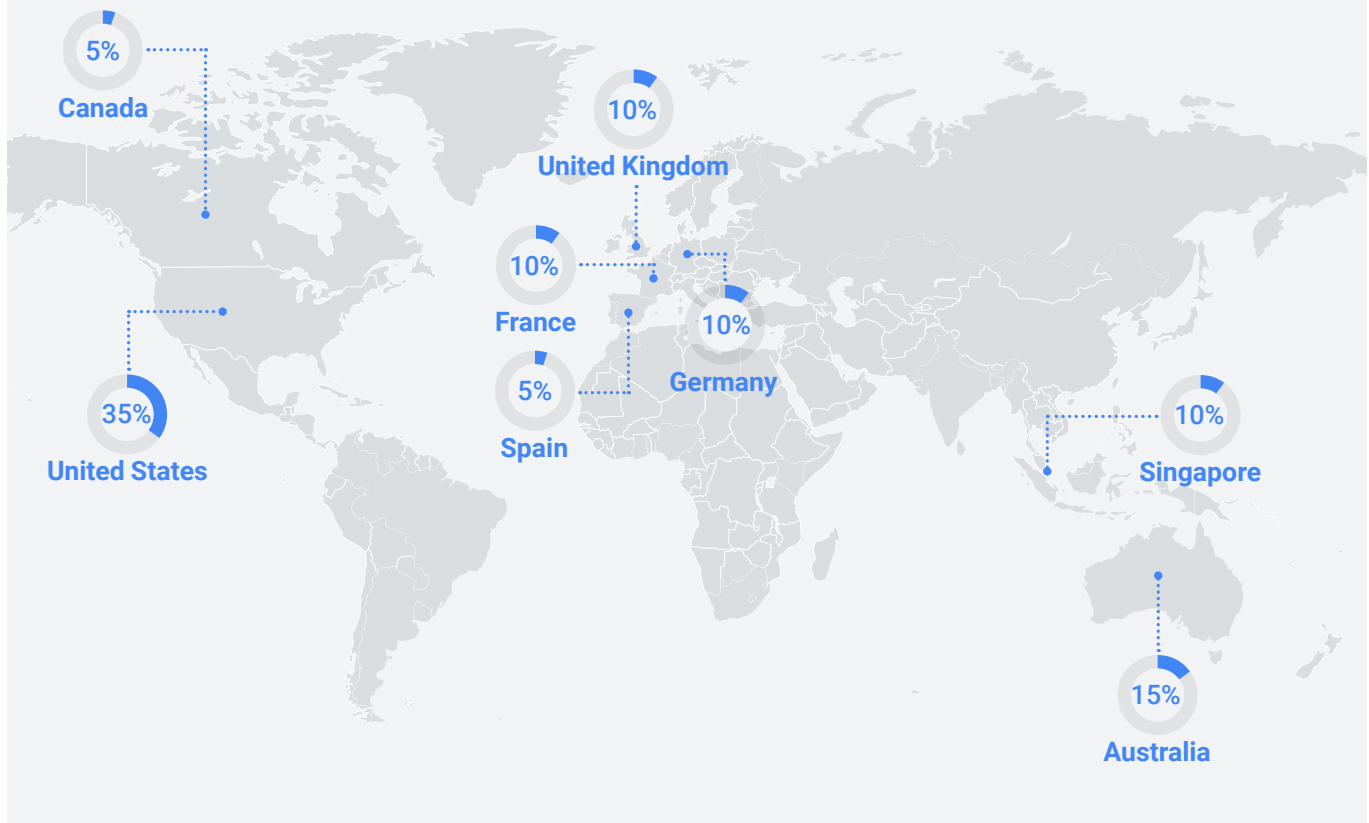 5%
Canada
10%
United Kingdom
10%
France
10%
Germany
5%
Spain
35%
United States
10%
Singapore
15%
Australia